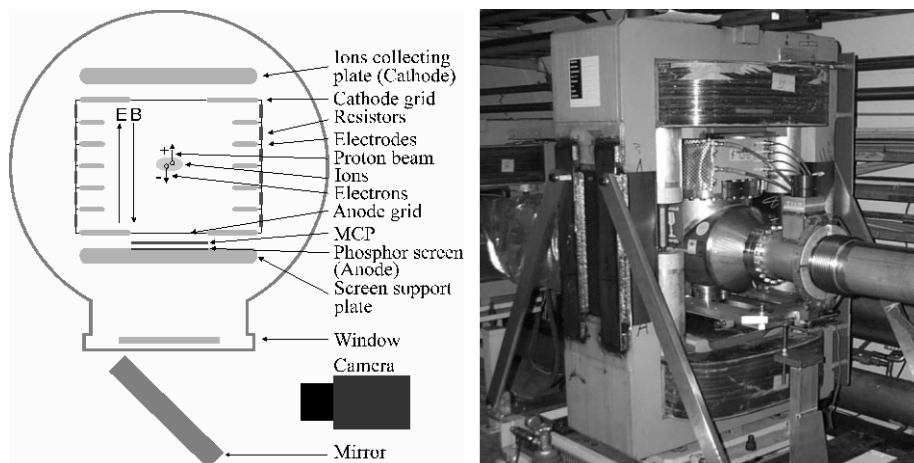 Ions collecting
plate (Cathode)
Cathode grid
Resistors
E B
Electrodes
+
Proton beam
Ions
-
Electrons
Anode grid
MCP
Phosphor screen
(Anode)
Screen support
plate
Window
Camera
Mirror